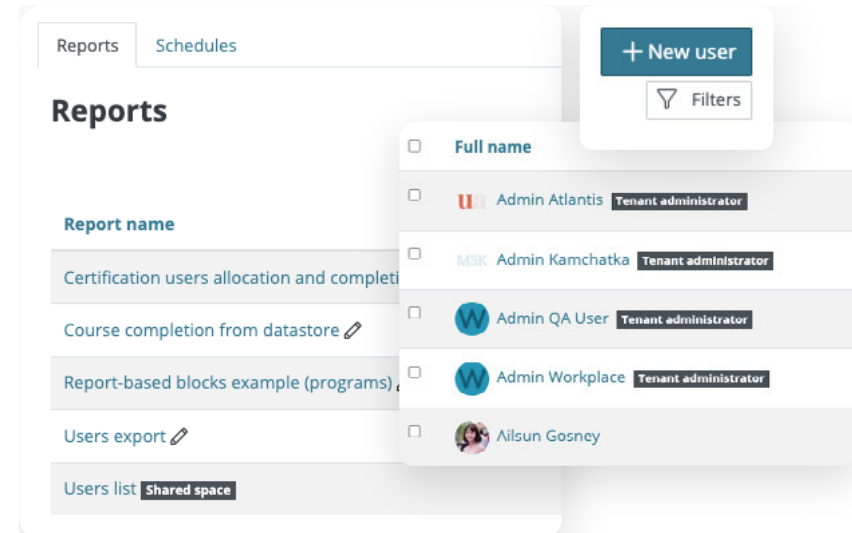 Reports Schedules
Reports
Report name
Certification users allocation and completi
Course completion from datastore
Report-based blocks example (programs)
Users export
Users list Shared space
+ New user
Filters
Full name
ua Admin Atlantis Tenant administrator
MSK Admin Kamchatka Tenant administrator
W Admin QA User Tenant administrator
W Admin Workplace Tenant administrator
Ailsun Gosney